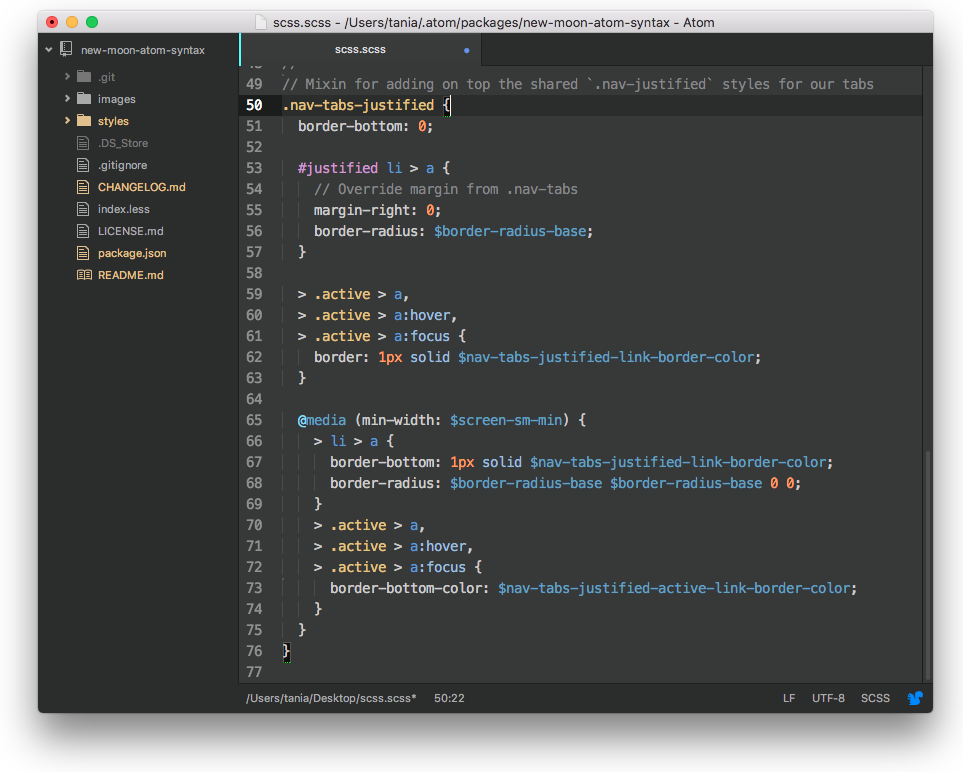 scss.scss - /Users/tania/.atom/packages/new-moon-atom-syntax - Atom
new-moon-atom-syntax
.git
images
styles
.DS_Store
.gitignore
CHANGELOG.md
index.less
LICENSE.md
package.json
README.md
scss.scss
49 // Mixin for adding on top the shared `.nav-justified` styles for our tabs
50 .nav-tabs-justified {
51 border-bottom: 0;
52
53 #justified li > a {
54 // Override margin from .nav-tabs
55 margin-right: 0;
56 border-radius: $border-radius-base;
57 }
58
59 > .active > a,
60 > .active > a:hover,
61 > .active > a:focus {
62 border: 1px solid $nav-tabs-justified-link-border-color;
63 }
64
65 @media (min-width: $screen-sm-min) {
66 > li > a {
67 border-bottom: 1px solid $nav-tabs-justified-link-border-color;
68 border-radius: $border-radius-base $border-radius-base 0 0;
69 }
70 > .active > a,
71 > .active > a:hover,
72 > .active > a:focus {
73 border-bottom-color: $nav-tabs-justified-active-link-border-color;
74 }
75 }
76 }
77
/Users/tania/Desktop/scss.scss* 50:22 LF UTF-8 SCSS